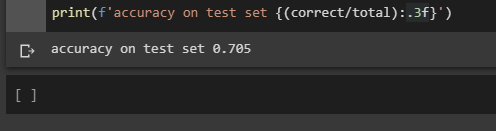 print(f'accuracy on test set {(correct/total):.3f}')
accuracy on test set 0.705
[ ]